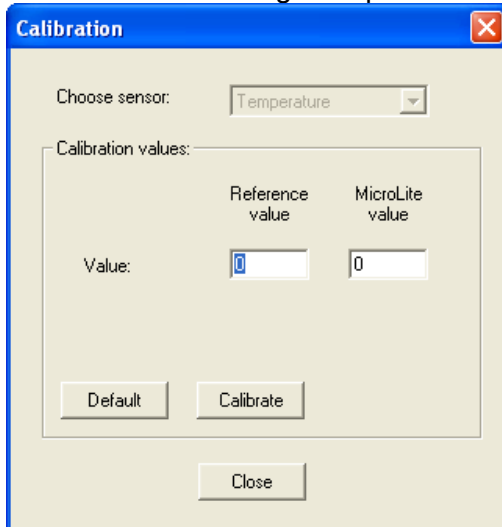 Calibration
Choose sensor: Temperature
Calibration values:
Reference value MicroLite value
Value: 0 0
Default Calibrate
Close